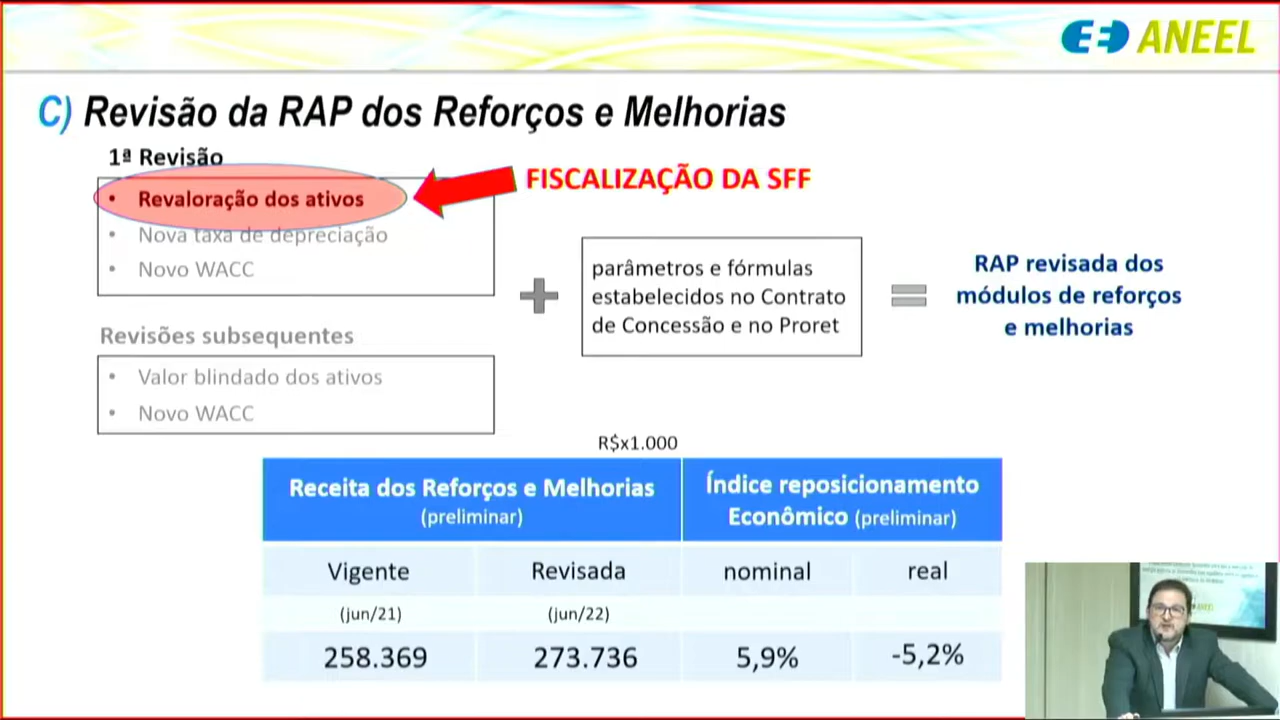 ANEEL
C) Revisão da RAP dos Reforços e Melhorias
1ª Revisão
• Revaloração dos ativos
• Nova taxa de depreciação
• Novo WACC
FISCALIZAÇÃO DA SFF
parâmetros e fórmulas
estabelecidos no Contrato
de Concessão e no Proret
RAP revisada dos
módulos de reforços
e melhorias
Revisões subsequentes
• Valor blindado dos ativos
• Novo WACC
R$x1.000
Receita dos Reforços e Melhorias
(preliminar)
Índice reposicionamento
Econômico (preliminar)
Vigente Revisada nominal real
(jun/21) (jun/22)
258.369 273.736 5,9% -5,2%